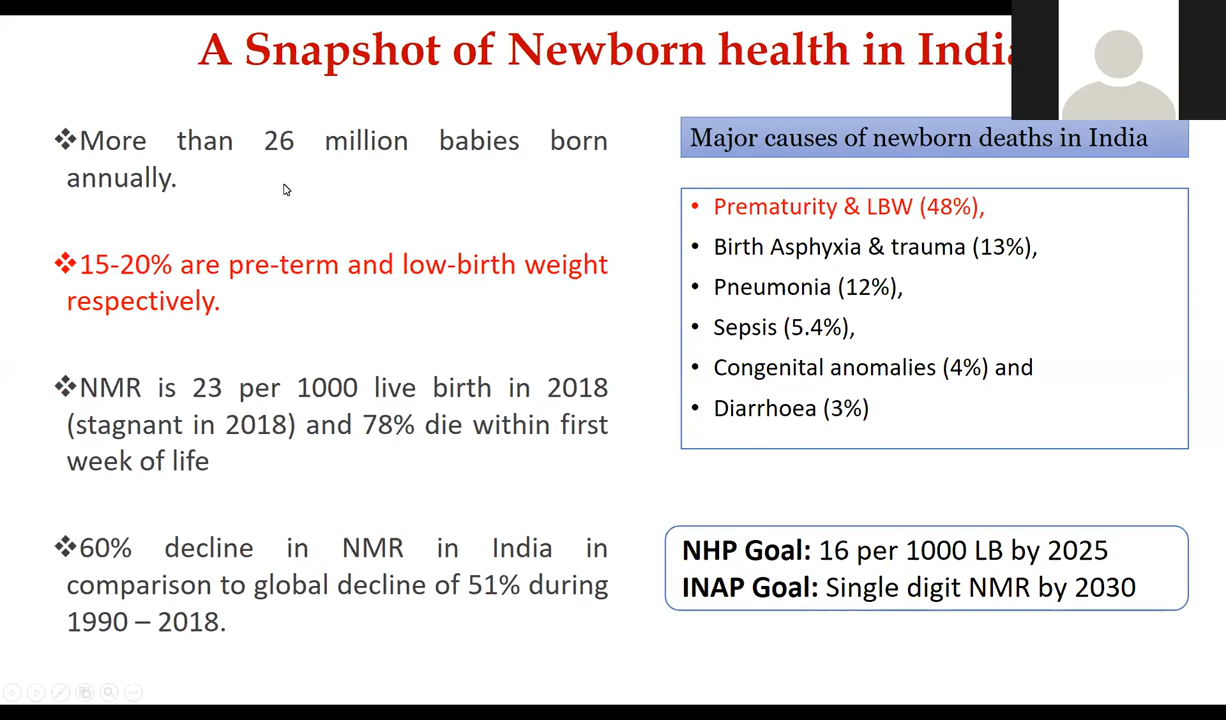 A Snapshot of Newborn health in Indi
❖More than 26 million babies born
annually.
❖15-20% are pre-term and low-birth weight
respectively.
❖NMR is 23 per 1000 live birth in 2018
(stagnant in 2018) and 78% die within first
week of life
❖60% decline in NMR in India in
comparison to global decline of 51% during
1990 – 2018.
Major causes of newborn deaths in India
• Prematurity & LBW (48%),
• Birth Asphyxia & trauma (13%),
• Pneumonia (12%),
• Sepsis (5.4%),
• Congenital anomalies (4%) and
• Diarrhoea (3%)
NHP Goal: 16 per 1000 LB by 2025
INAP Goal: Single digit NMR by 2030